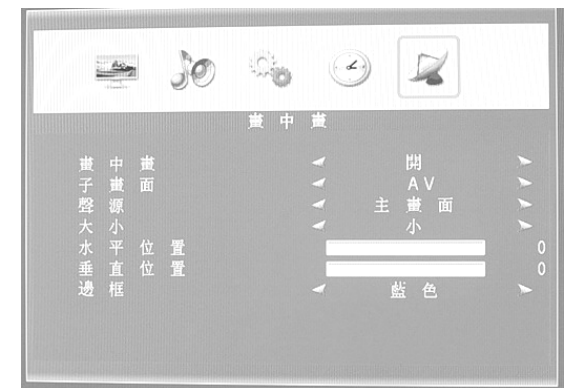 畫中畫
畫中畫 開
子畫面 AV
聲源 主畫面
大小 小
水平位置 0
垂直位置 0
邊框 藍色